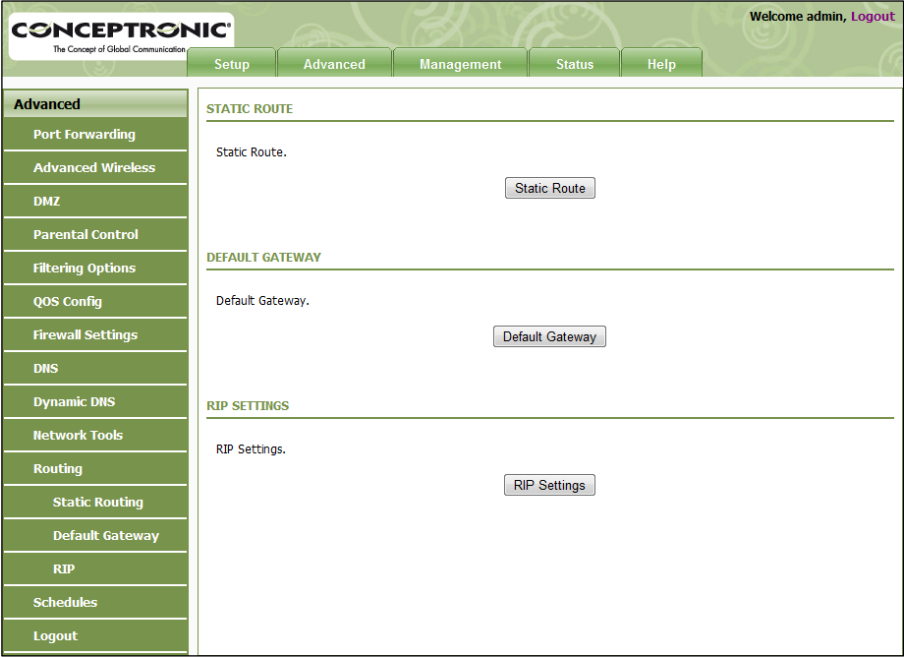 CONCEPTRONIC
The Concept of Global Communication
Welcome admin, Logout
Setup
Advanced
Management
Status
Help
Advanced
Port Forwarding
Advanced Wireless
DMZ
Parental Control
Filtering Options
QOS Config
Firewall Settings
DNS
Dynamic DNS
Network Tools
Routing
Static Routing
Default Gateway
RIP
Schedules
Logout
STATIC ROUTE
Static Route.
Static Route
DEFAULT GATEWAY
Default Gateway.
Default Gateway
RIP SETTINGS
RIP Settings.
RIP Settings